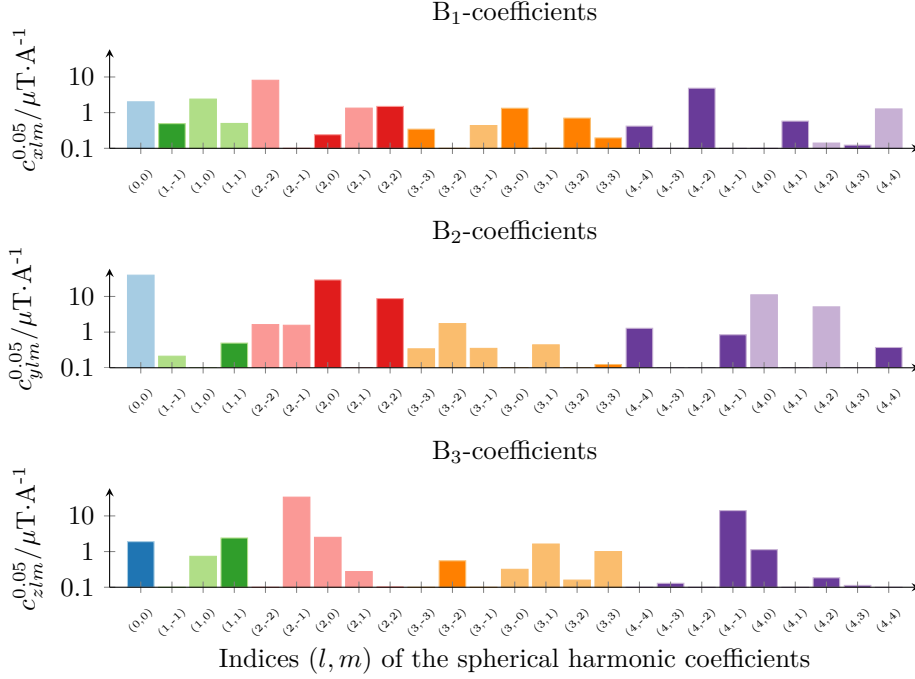 B₁-coefficients
c_{xlm}^{0.05}/μT·A⁻¹
10
1
0.1
(0,0) (1,-1) (1,0) (1,1) (2,-2) (2,-1) (2,0) (2,1) (2,2) (3,-3) (3,-2) (3,-1) (3,-0) (3,1) (3,2) (3,3) (4,-4) (4,-3) (4,-2) (4,-1) (4,0) (4,1) (4,2) (4,3) (4,4)
B₂-coefficients
c_{ylm}^{0.05}/μT·A⁻¹
10
1
0.1
(0,0) (1,-1) (1,0) (1,1) (2,-2) (2,-1) (2,0) (2,1) (2,2) (3,-3) (3,-2) (3,-1) (3,-0) (3,1) (3,2) (3,3) (4,-4) (4,-3) (4,-2) (4,-1) (4,0) (4,1) (4,2) (4,3) (4,4)
B₃-coefficients
c_{zlm}^{0.05}/μT·A⁻¹
10
1
0.1
(0,0) (1,-1) (1,0) (1,1) (2,-2) (2,-1) (2,0) (2,1) (2,2) (3,-3) (3,-2) (3,-1) (3,-0) (3,1) (3,2) (3,3) (4,-4) (4,-3) (4,-2) (4,-1) (4,0) (4,1) (4,2) (4,3) (4,4)
Indices (l, m) of the spherical harmonic coefficients